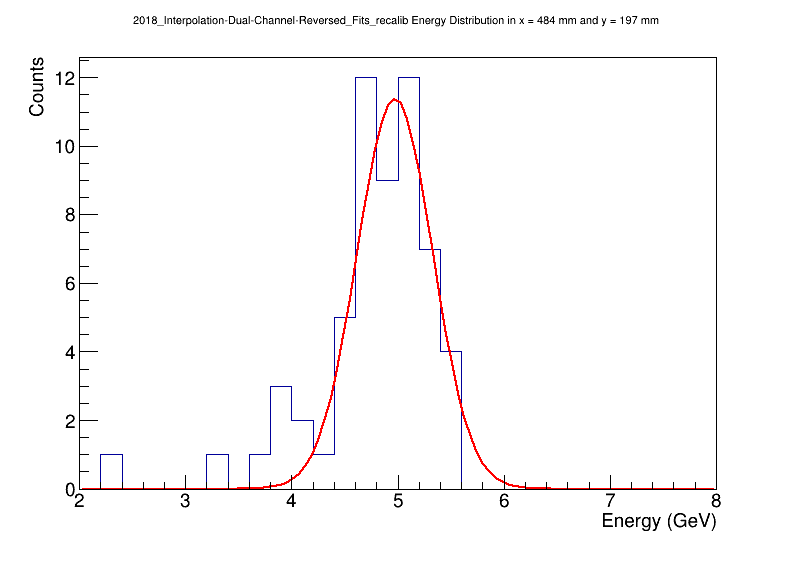 2018_Interpolation-Dual-Channel-Reversed_Fits_recalib Energy Distribution in x = 484 mm and y = 197 mm
Counts
12
10
8
6
4
2
0
2 3 4 5 6 7 8
Energy (GeV)